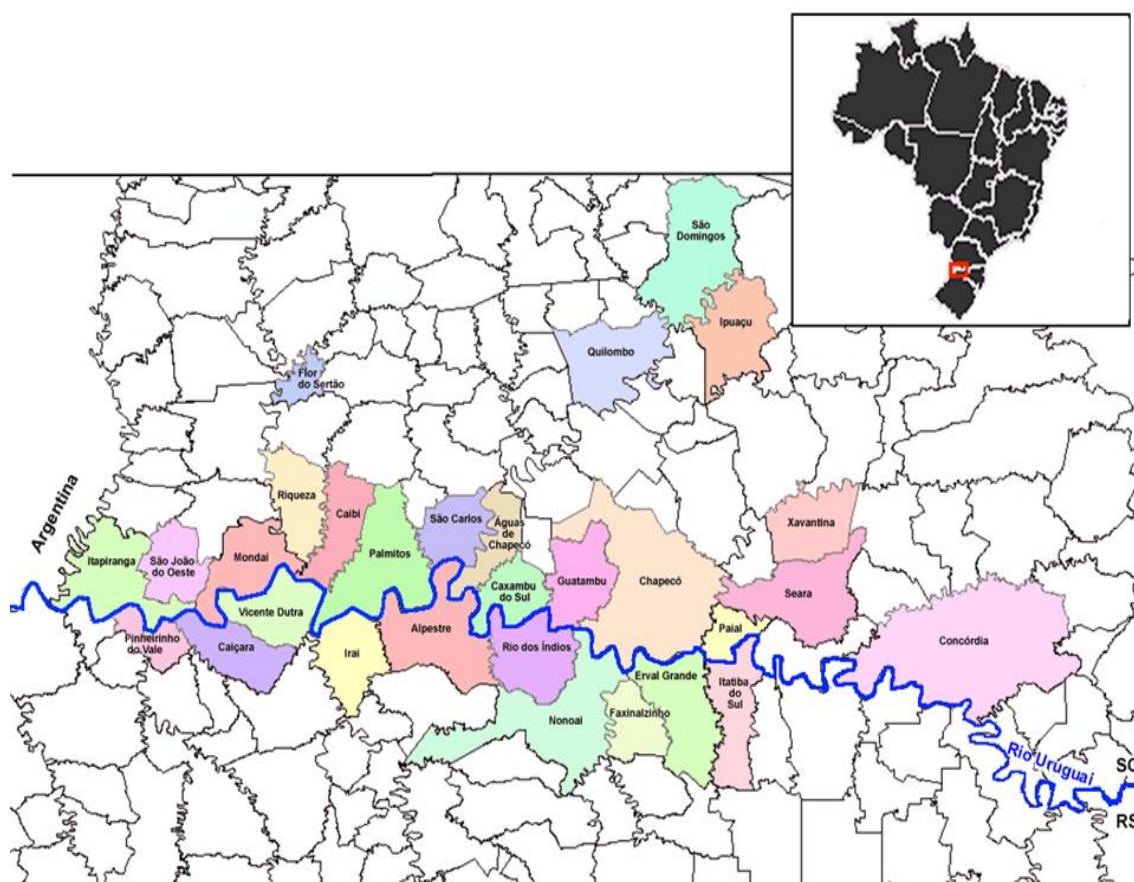 São
Domingos
Ipuaçu
Quilombo
Flor
do Sertão
Argentina
Riqueza
Caibi
São Carlos
Águas
de
Chapecó
Xavantina
Itapiranga
São João
do Oeste
Mondaí
Palmitos
Guatambu
Chapecó
Caxambu
do Sul
Seara
Vicente Dutra
Alpestre
Paial
Pinheirinho
do Vale
Caiçara
Iraí
Rio dos Índios
Concórdia
Erval Grande
Itatiba
do
Sul
Nonoai
Faxinalzinho
Rio Uruguai
SC
RS